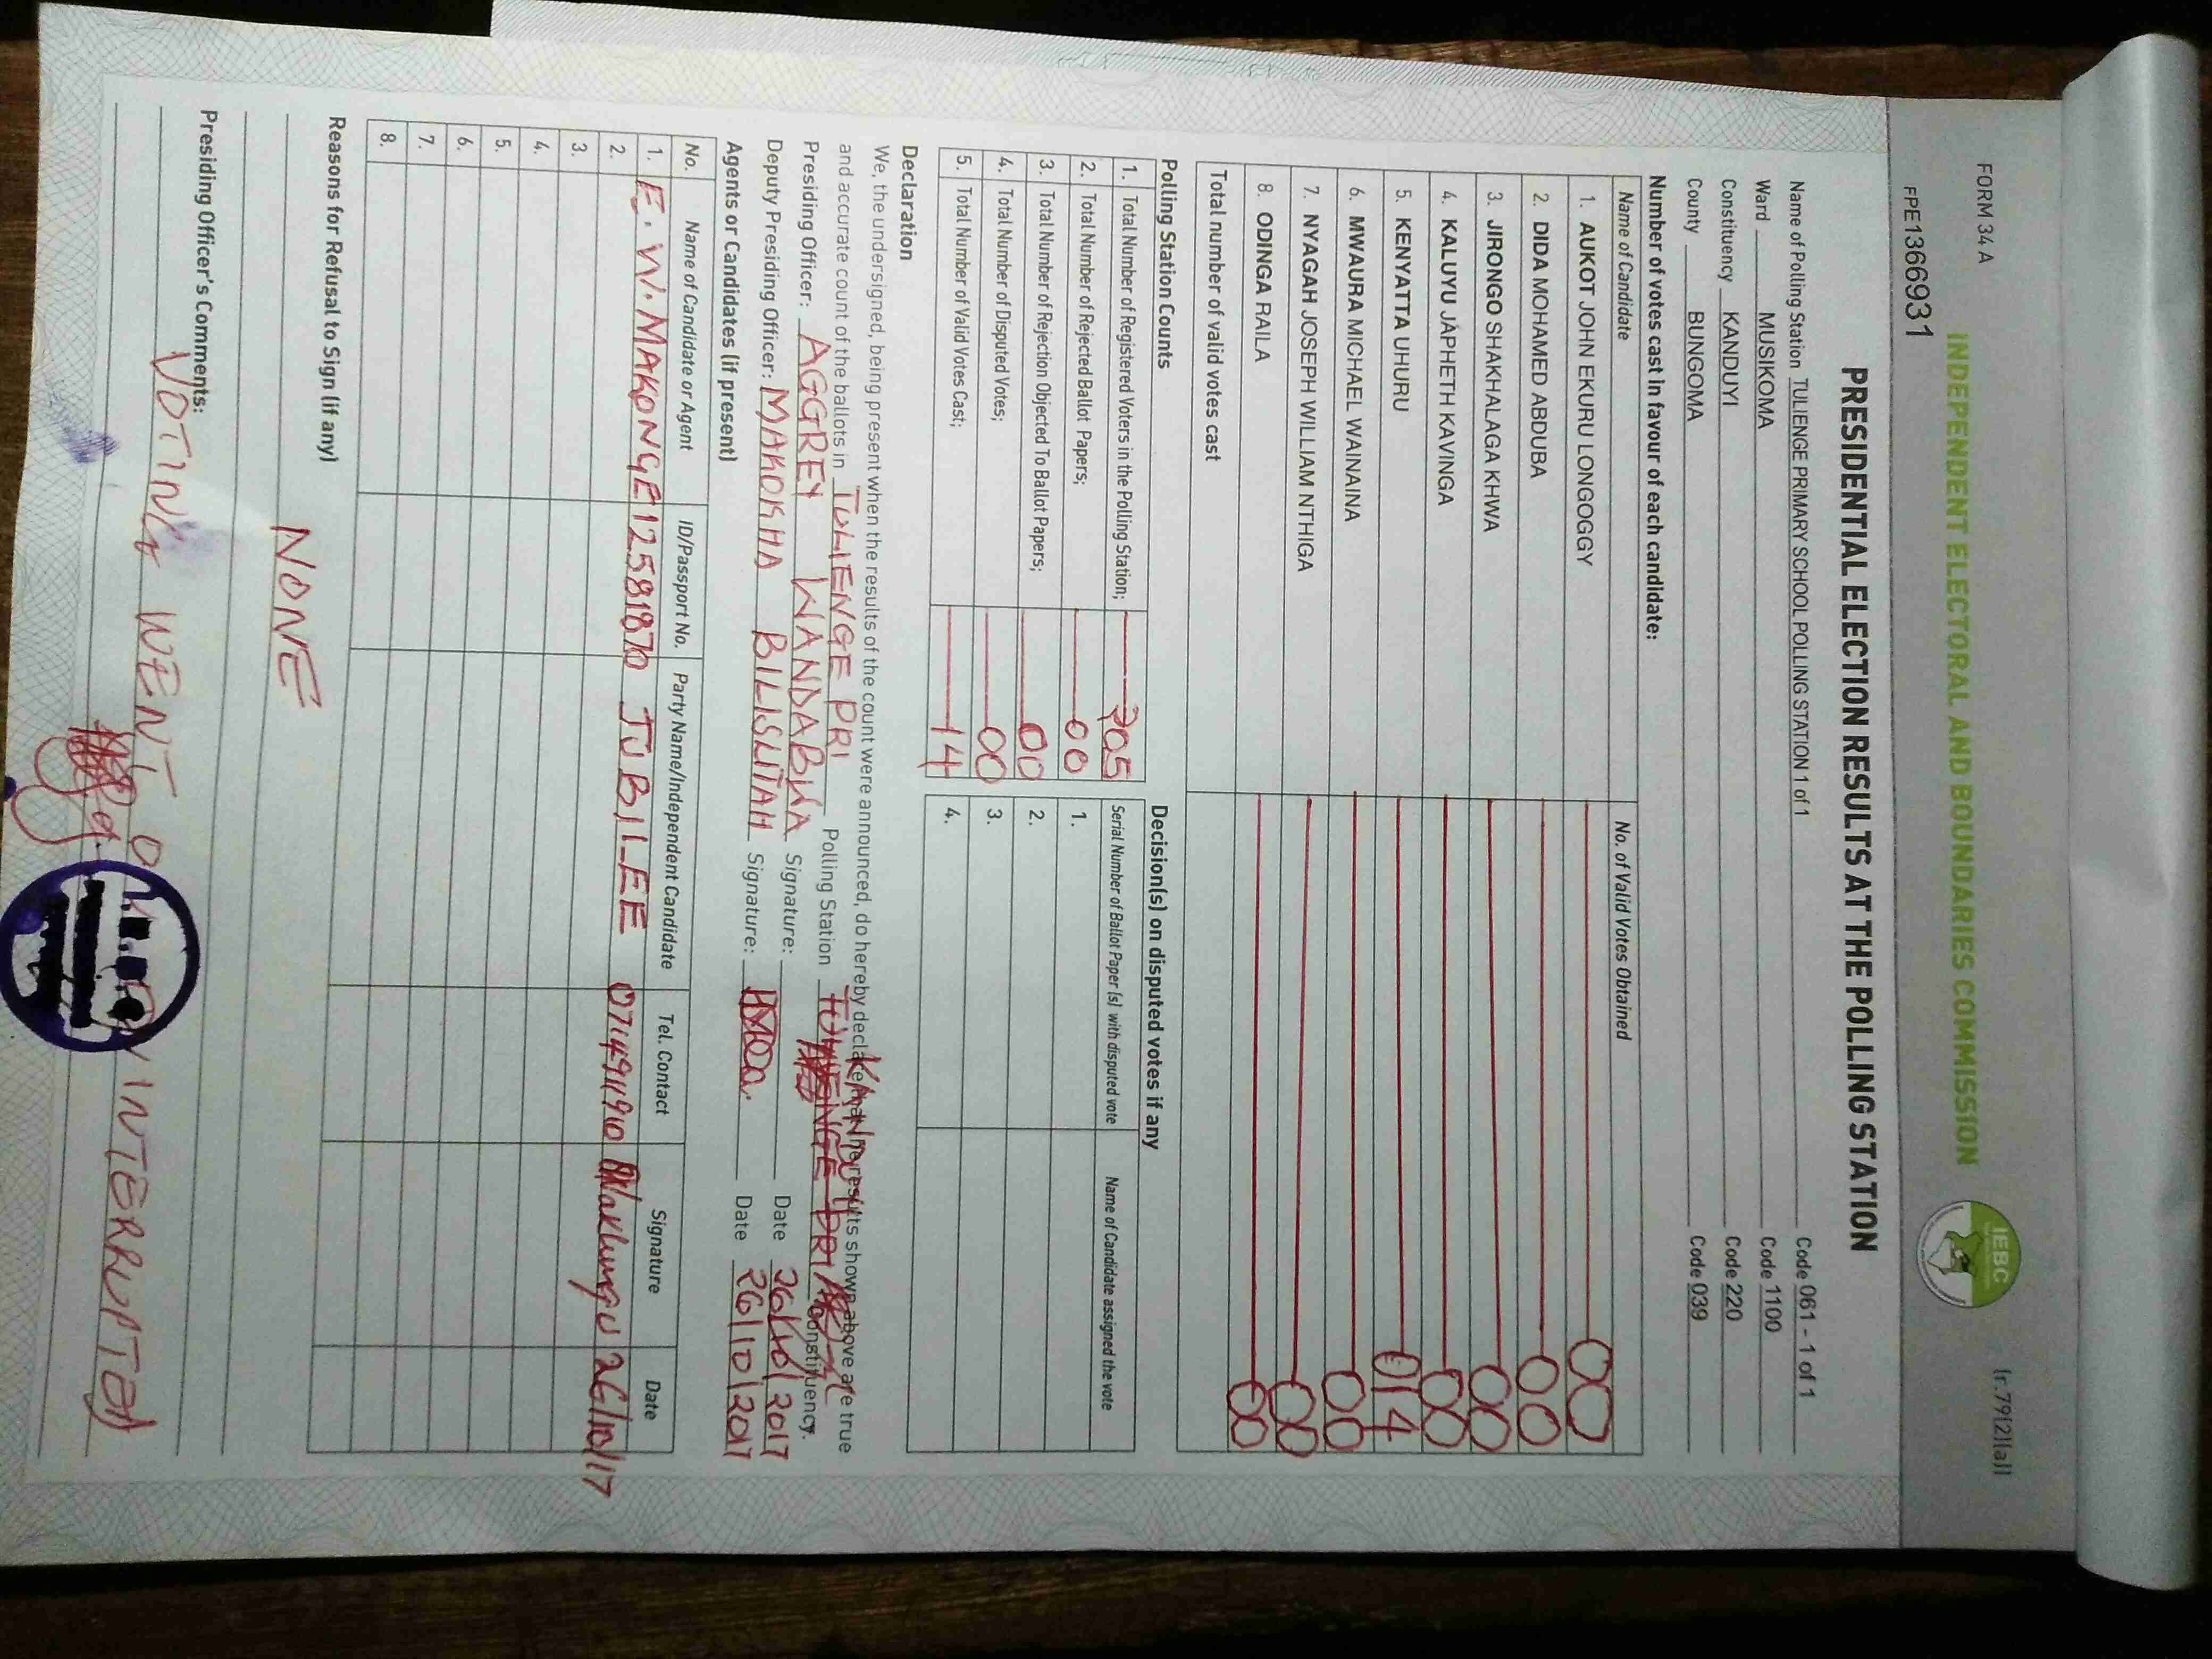 FORM 34 A
(r.79(2)(a))
INDEPENDENT ELECTORAL AND BOUNDARIES COMMISSION
IEBC
FPE1366931
PRESIDENTIAL ELECTION RESULTS AT THE POLLING STATION
Name of Polling Station TULIENGE PRIMARY SCHOOL POLLING STATION 1 of 1 Code 061 - 1 of 1
Ward MUSIKOMA Code 1100
Constituency KANDUYI Code 220
County BUNGOMA Code 039
Number of votes cast in favour of each candidate:
Name of Candidate No. of Valid Votes Obtained
1. AUKOT JOHN EKURU LONGOGGY 00
2. DIDA MOHAMED ABDUBA 00
3. JIRONGO SHAKHALAGA KHWA 00
4. KALUYU JAPHETH KAVINGA 00
5. KENYATTA UHURU 014
6. MWAURA MICHAEL WAINAINA 00
7. NYAGAH JOSEPH WILLIAM NTHIGA 00
8. ODINGA RAILA 00
Total number of valid votes cast
Polling Station Counts
1. Total Number of Registered Voters in the Polling Station; 705
2. Total Number of Rejected Ballot Papers; 00
3. Total Number of Rejection Objected To Ballot Papers; 00
4. Total Number of Disputed Votes; 00
5. Total Number of Valid Votes Cast; 14
Decision(s) on disputed votes if any
Serial Number of Ballot Paper (s) with disputed vote Name of Candidate assigned the vote
1.
2.
3.
4.
Declaration
We, the undersigned, being present when the results of the count were announced, do hereby declare that the results shown above are true
KANDUYI
and accurate count of the ballots in TULIENGE PRI Polling Station TULIENGE PRI Constituency.
Presiding Officer: AGGREY WANDABWA Signature: Date 26/10/2017
Deputy Presiding Officer: MAKOKHA BILISLITAH Signature: Date 26/10/2017
Agents or Candidates (if present)
No. Name of Candidate or Agent ID/Passport No. Party Name/Independent Candidate Tel. Contact Signature Date
1. E. W. MAKONGE 12581870 JUBILEE 0714911910 26/10/17
2.
3.
4.
5.
6.
7.
8.
Reasons for Refusal to Sign (if any)
NONE
Presiding Officer's Comments:
VOTING WENT ON INTERRUPTED